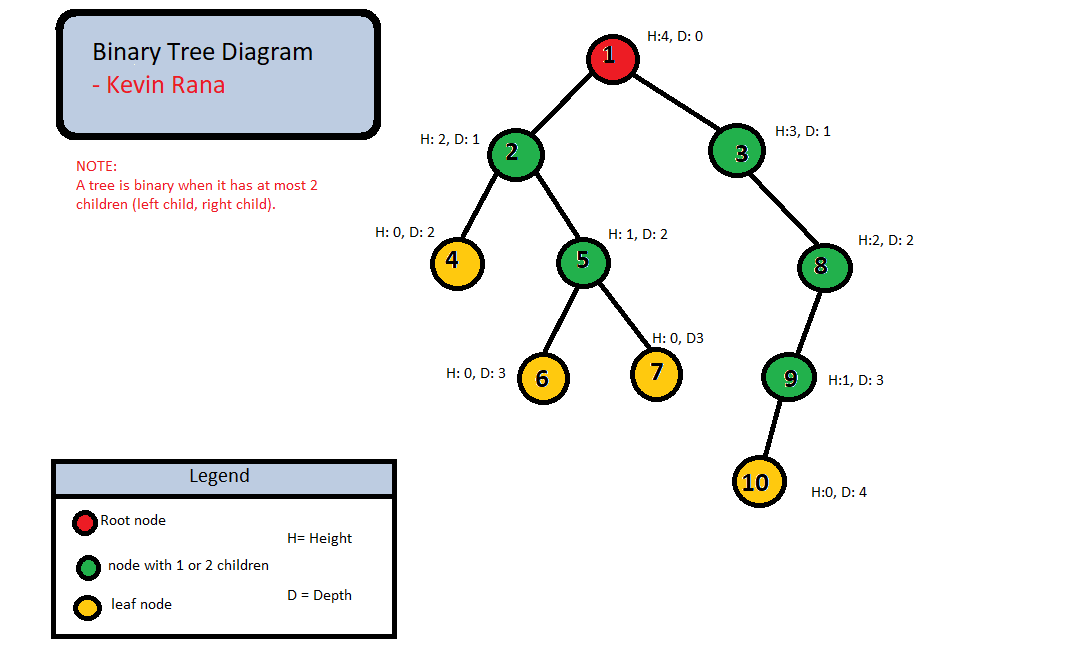 Binary Tree Diagram
- Kevin Rana
NOTE:
A tree is binary when it has at most 2
children (left child, right child).
H:4, D: 0
1
H: 2, D: 1
2
H:3, D: 1
3
H: 0, D: 2
4
H: 1, D: 2
5
H:2, D: 2
8
H: 0, D: 3
6
H: 0, D3
7
9
H:1, D: 3
10
H:0, D: 4
Legend
Root node
H= Height
node with 1 or 2 children
D = Depth
leaf node